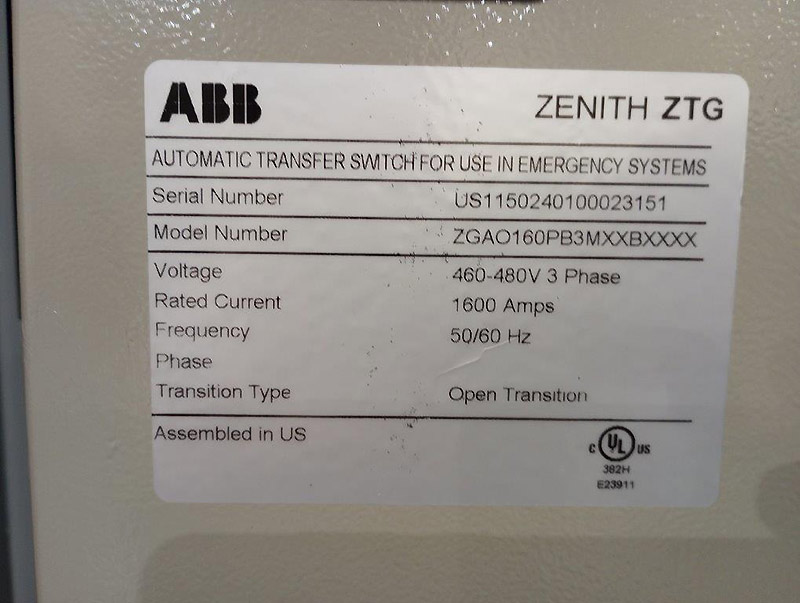 ABB ZENITH ZTG
AUTOMATIC TRANSFER SWITCH FOR USE IN EMERGENCY SYSTEMS
Serial Number US1150240100023151
Model Number ZGAO160PB3MXXBXXXX
Voltage 460-480V 3 Phase
Rated Current 1600 Amps
Frequency 50/60 Hz
Phase
Transition Type Open Transition
Assembled in US
C UL US
382H
E23911